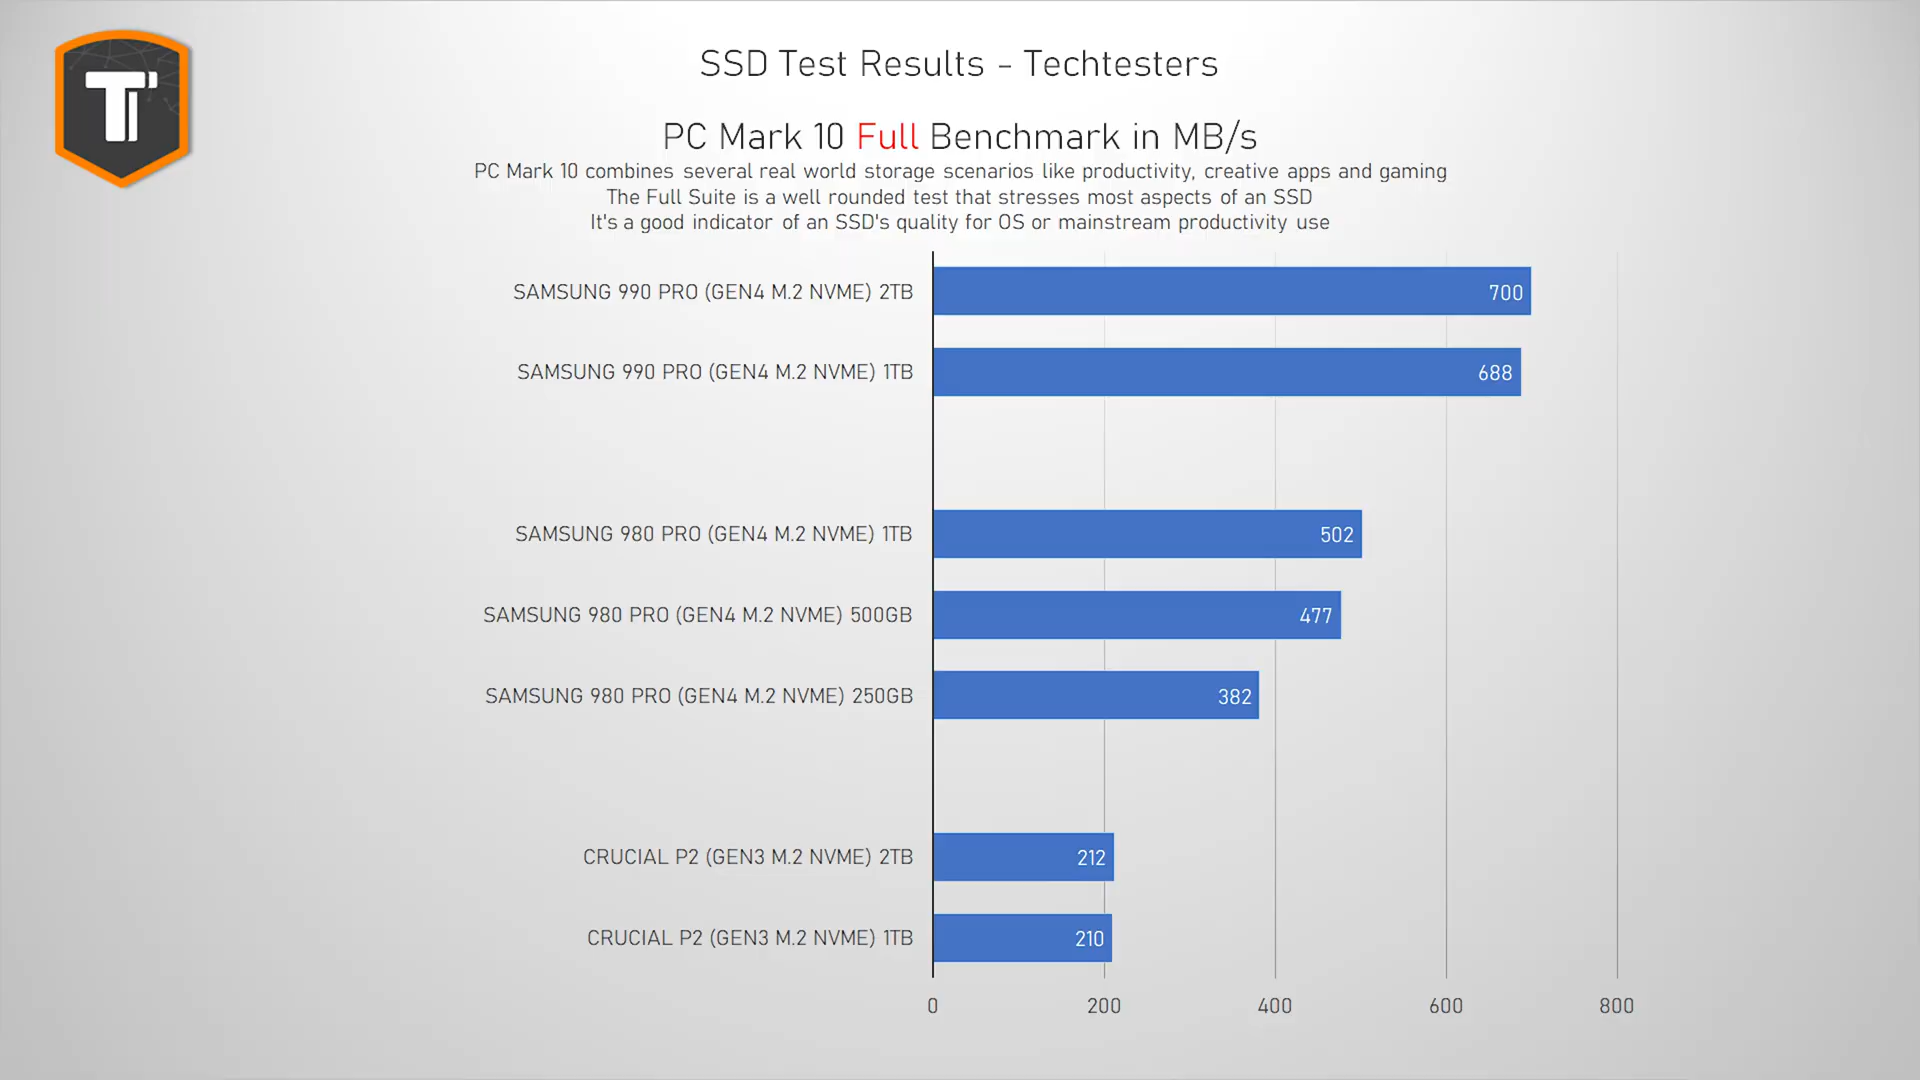 T
SSD Test Results - Techtesters
PC Mark 10 Full Benchmark in MB/s
PC Mark 10 combines several real world storage scenarios like productivity, creative apps and gaming
The Full Suite is a well rounded test that stresses most aspects of an SSD
It's a good indicator of an SSD's quality for OS or mainstream productivity use
SAMSUNG 990 PRO (GEN4 M.2 NVME) 2TB 700
SAMSUNG 990 PRO (GEN4 M.2 NVME) 1TB 688
SAMSUNG 980 PRO (GEN4 M.2 NVME) 1TB 502
SAMSUNG 980 PRO (GEN4 M.2 NVME) 500GB 477
SAMSUNG 980 PRO (GEN4 M.2 NVME) 250GB 382
CRUCIAL P2 (GEN3 M.2 NVME) 2TB 212
CRUCIAL P2 (GEN3 M.2 NVME) 1TB 210
0 200 400 600 800